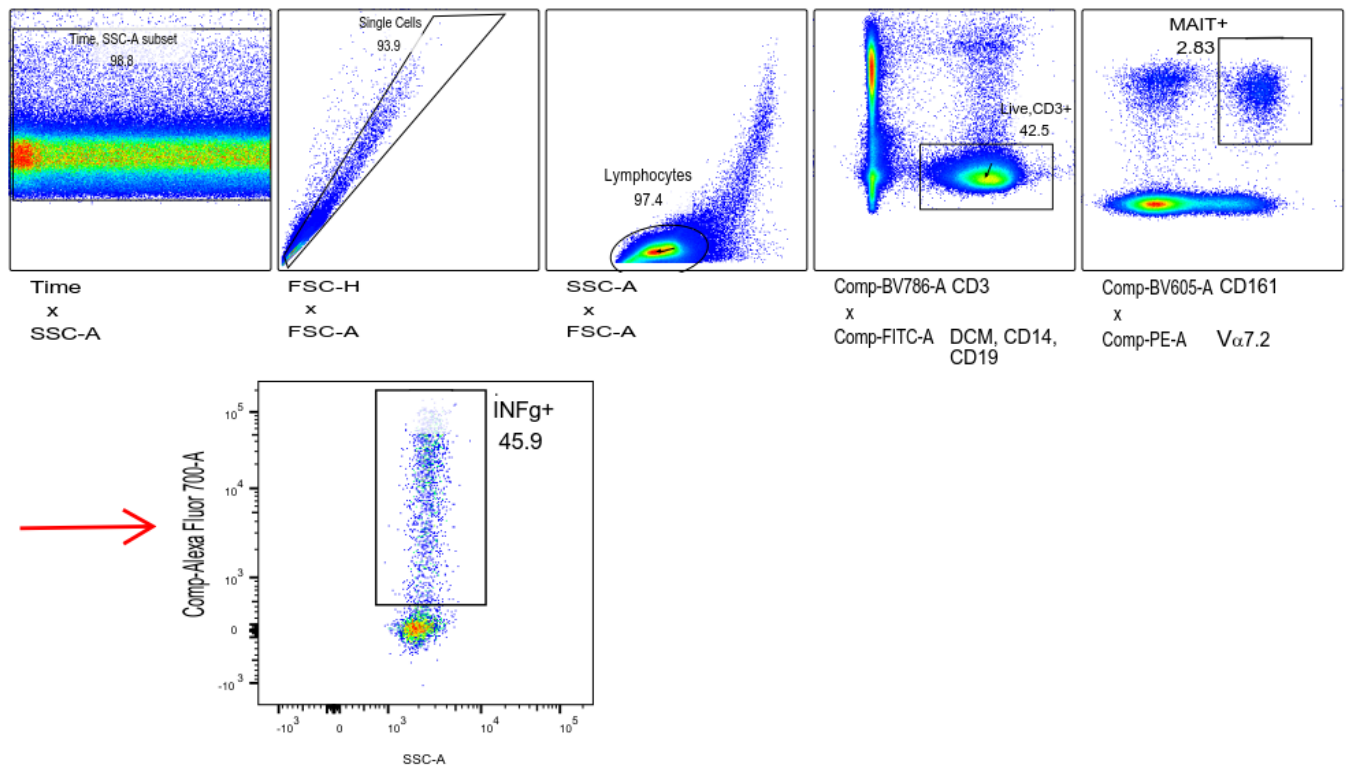 Time, SSC-A subset
98.8
Single Cells
93.9
Lymphocytes
97.4
Live,CD3+
42.5
MAIT+
2.83
Time
x
SSC-A
FSC-H
x
FSC-A
SSC-A
x
FSC-A
Comp-BV786-A CD3
x
Comp-FITC-A DCM, CD14,
CD19
Comp-BV605-A CD161
x
Comp-PE-A Vα7.2
INFg+
45.9
Comp-Alexa Fluor 700-A
10^5
10^4
10^3
0
-10^3
-10^3 0 10^3 10^4 10^5
SSC-A